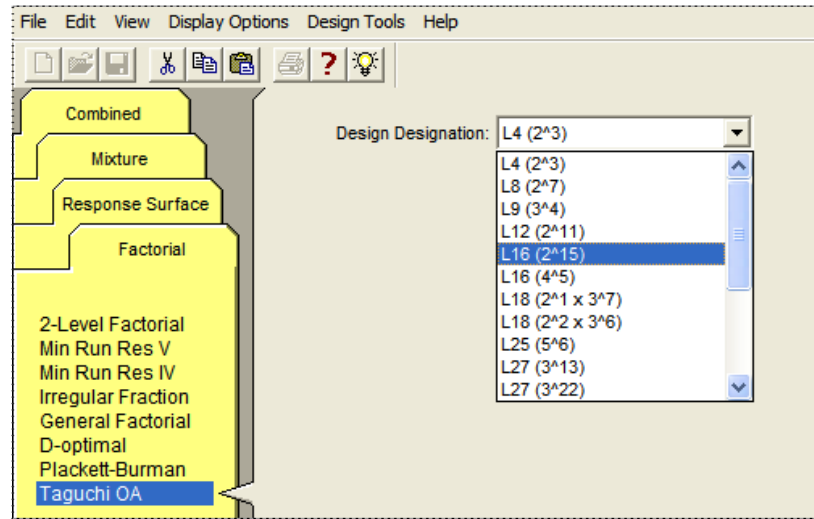 File Edit View Display Options Design Tools Help
Combined
Mixture
Response Surface
Factorial
2-Level Factorial
Min Run Res V
Min Run Res IV
Irregular Fraction
General Factorial
D-optimal
Plackett-Burman
Taguchi OA
Design Designation: L4 (2^3)
L4 (2^3)
L8 (2^7)
L9 (3^4)
L12 (2^11)
L16 (2^15)
L16 (4^5)
L18 (2^1 x 3^7)
L18 (2^2 x 3^6)
L25 (5^6)
L27 (3^13)
L27 (3^22)